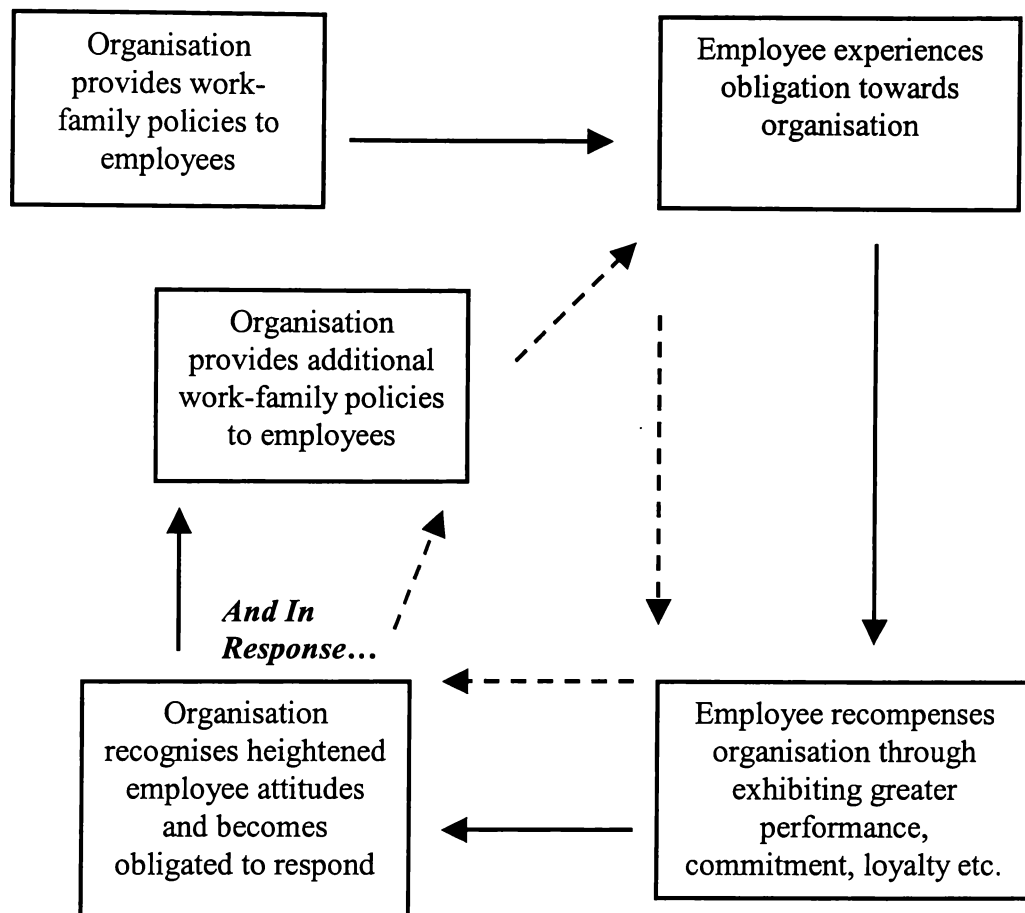 Organisation
provides work-
family policies to
employees
Employee experiences
obligation towards
organisation
Organisation
provides additional
work-family policies
to employees
And In
Response…
Organisation
recognises heightened
employee attitudes
and becomes
obligated to respond
Employee recompenses
organisation through
exhibiting greater
performance,
commitment, loyalty etc.